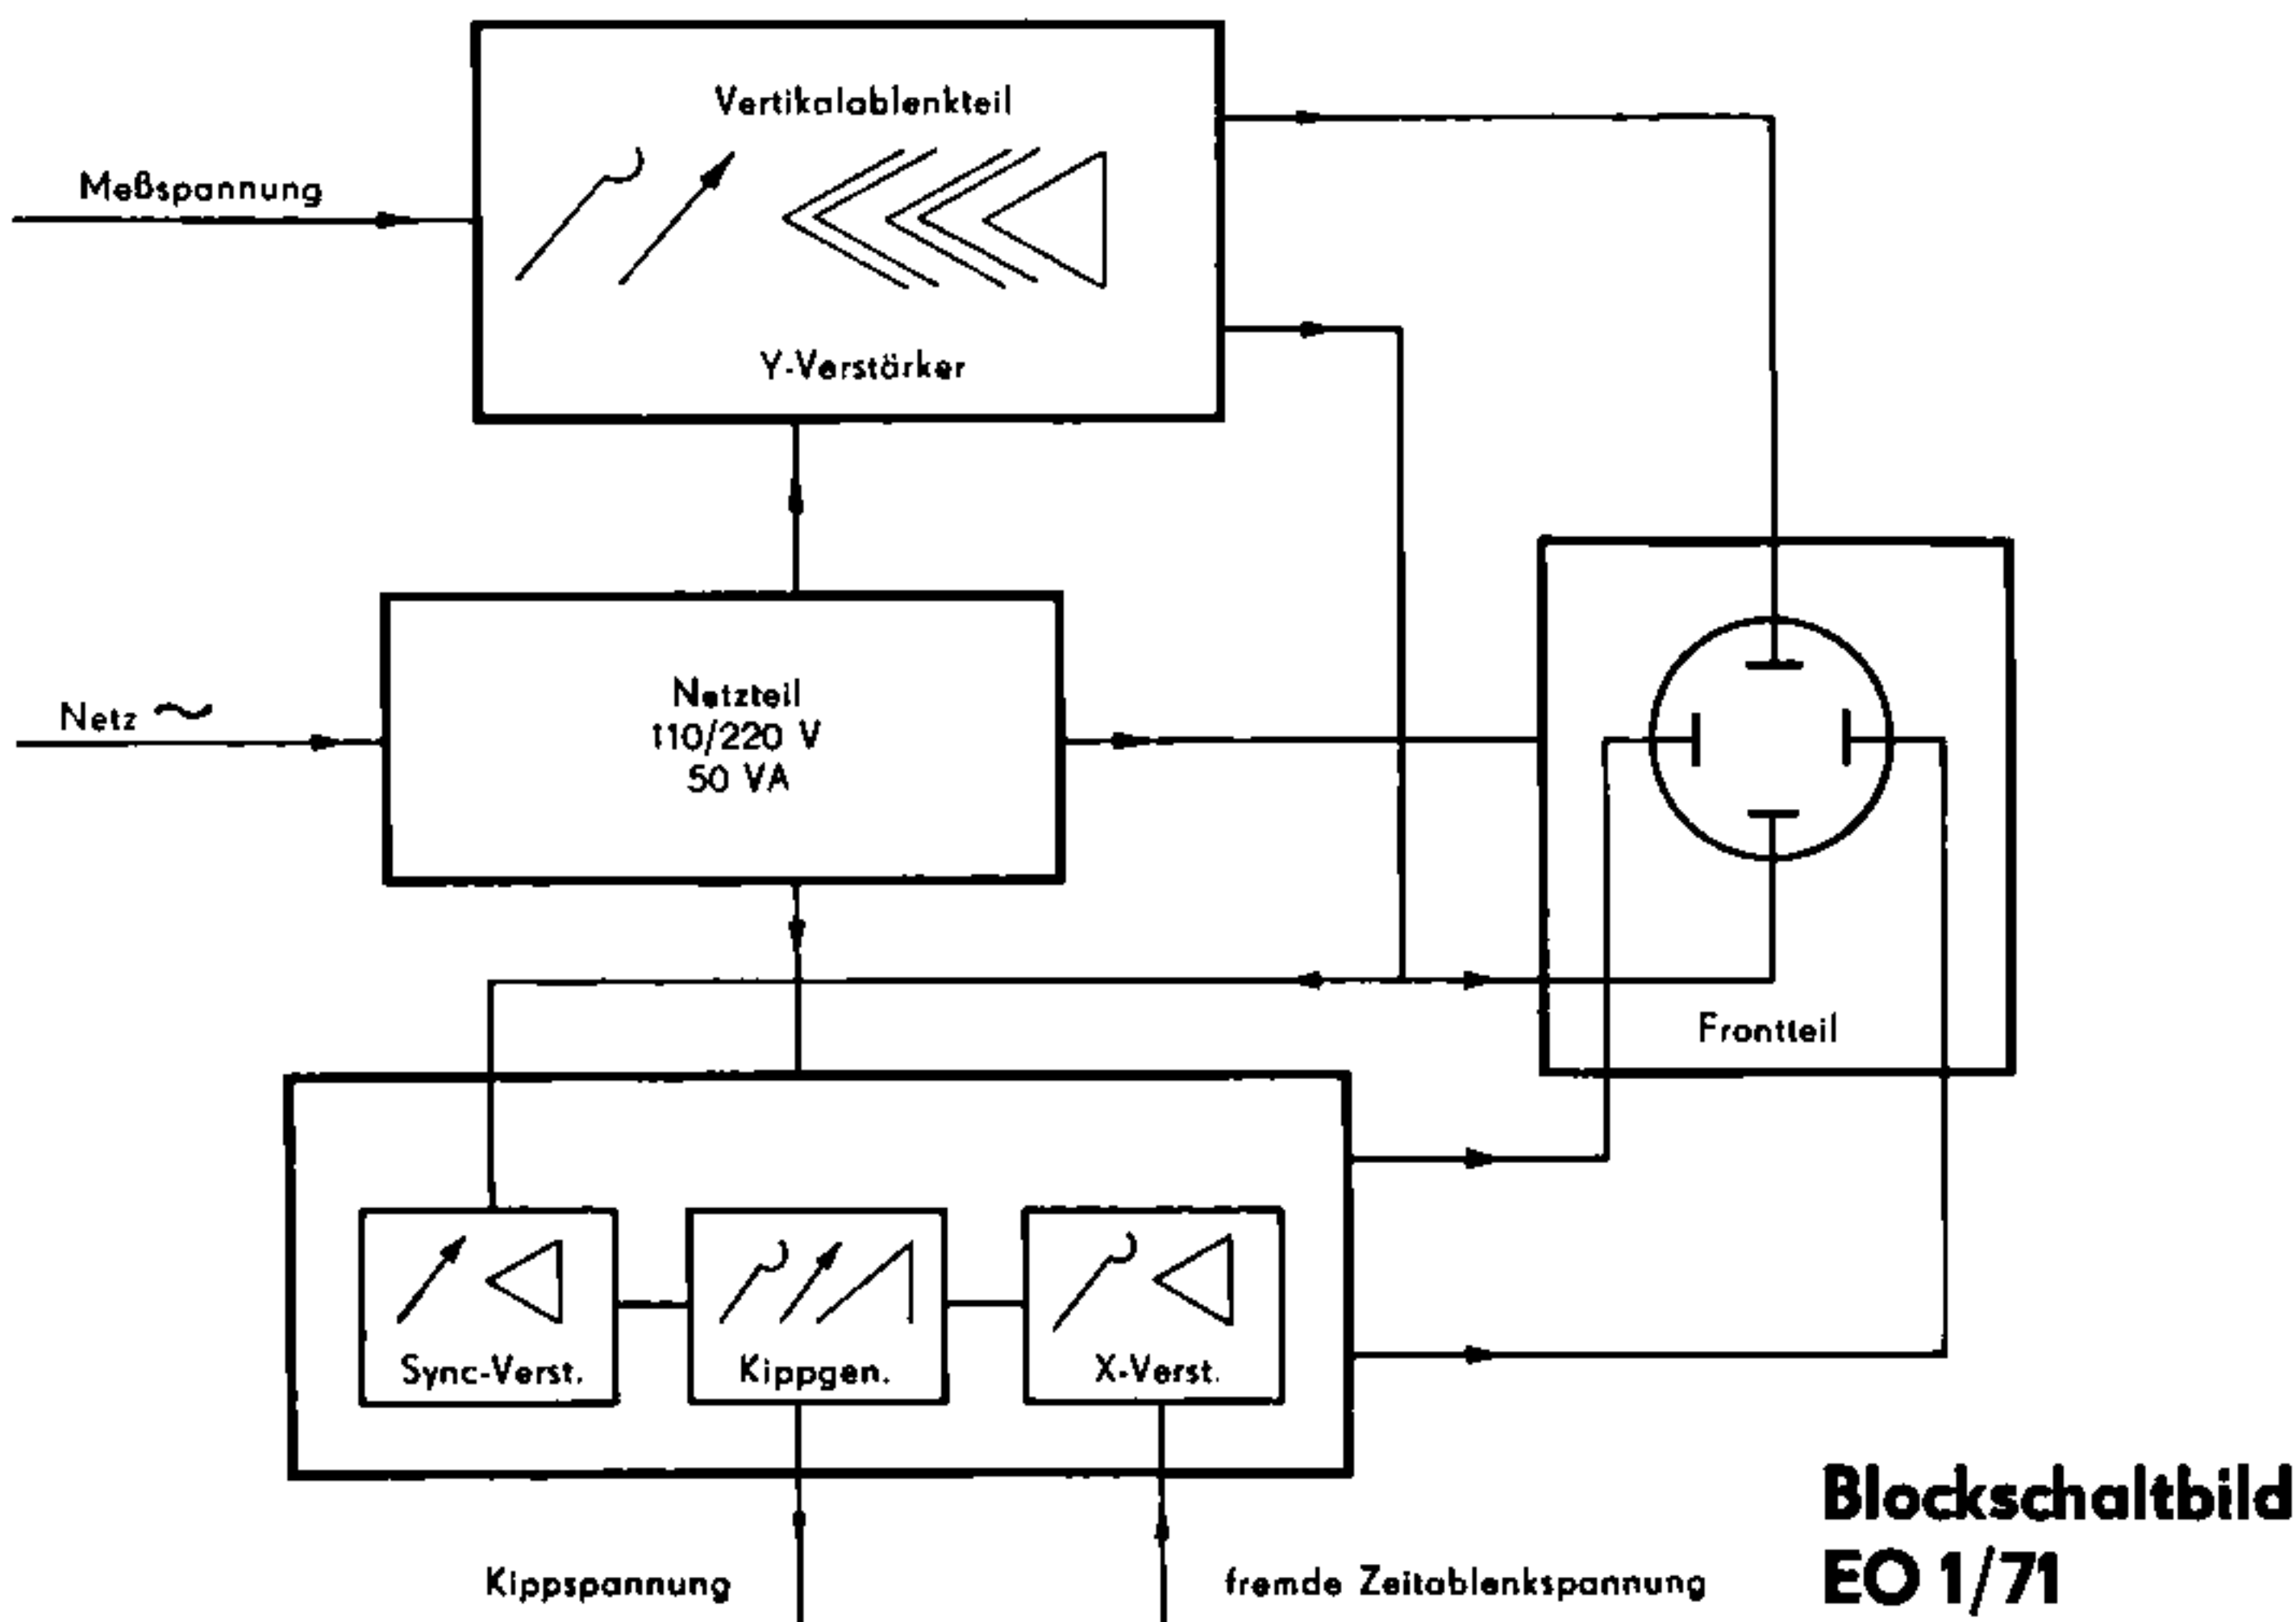 Vertikalablenkteil
Meßspannung
Y-Verstärker
Netzteil
110/220 V
50 VA
Netz ~
Frontteil
Sync-Verst.
Kippgen.
X-Verst.
Kippspannung
fremde Zeitablenkspannung
Blockschaltbild
EO 1/71